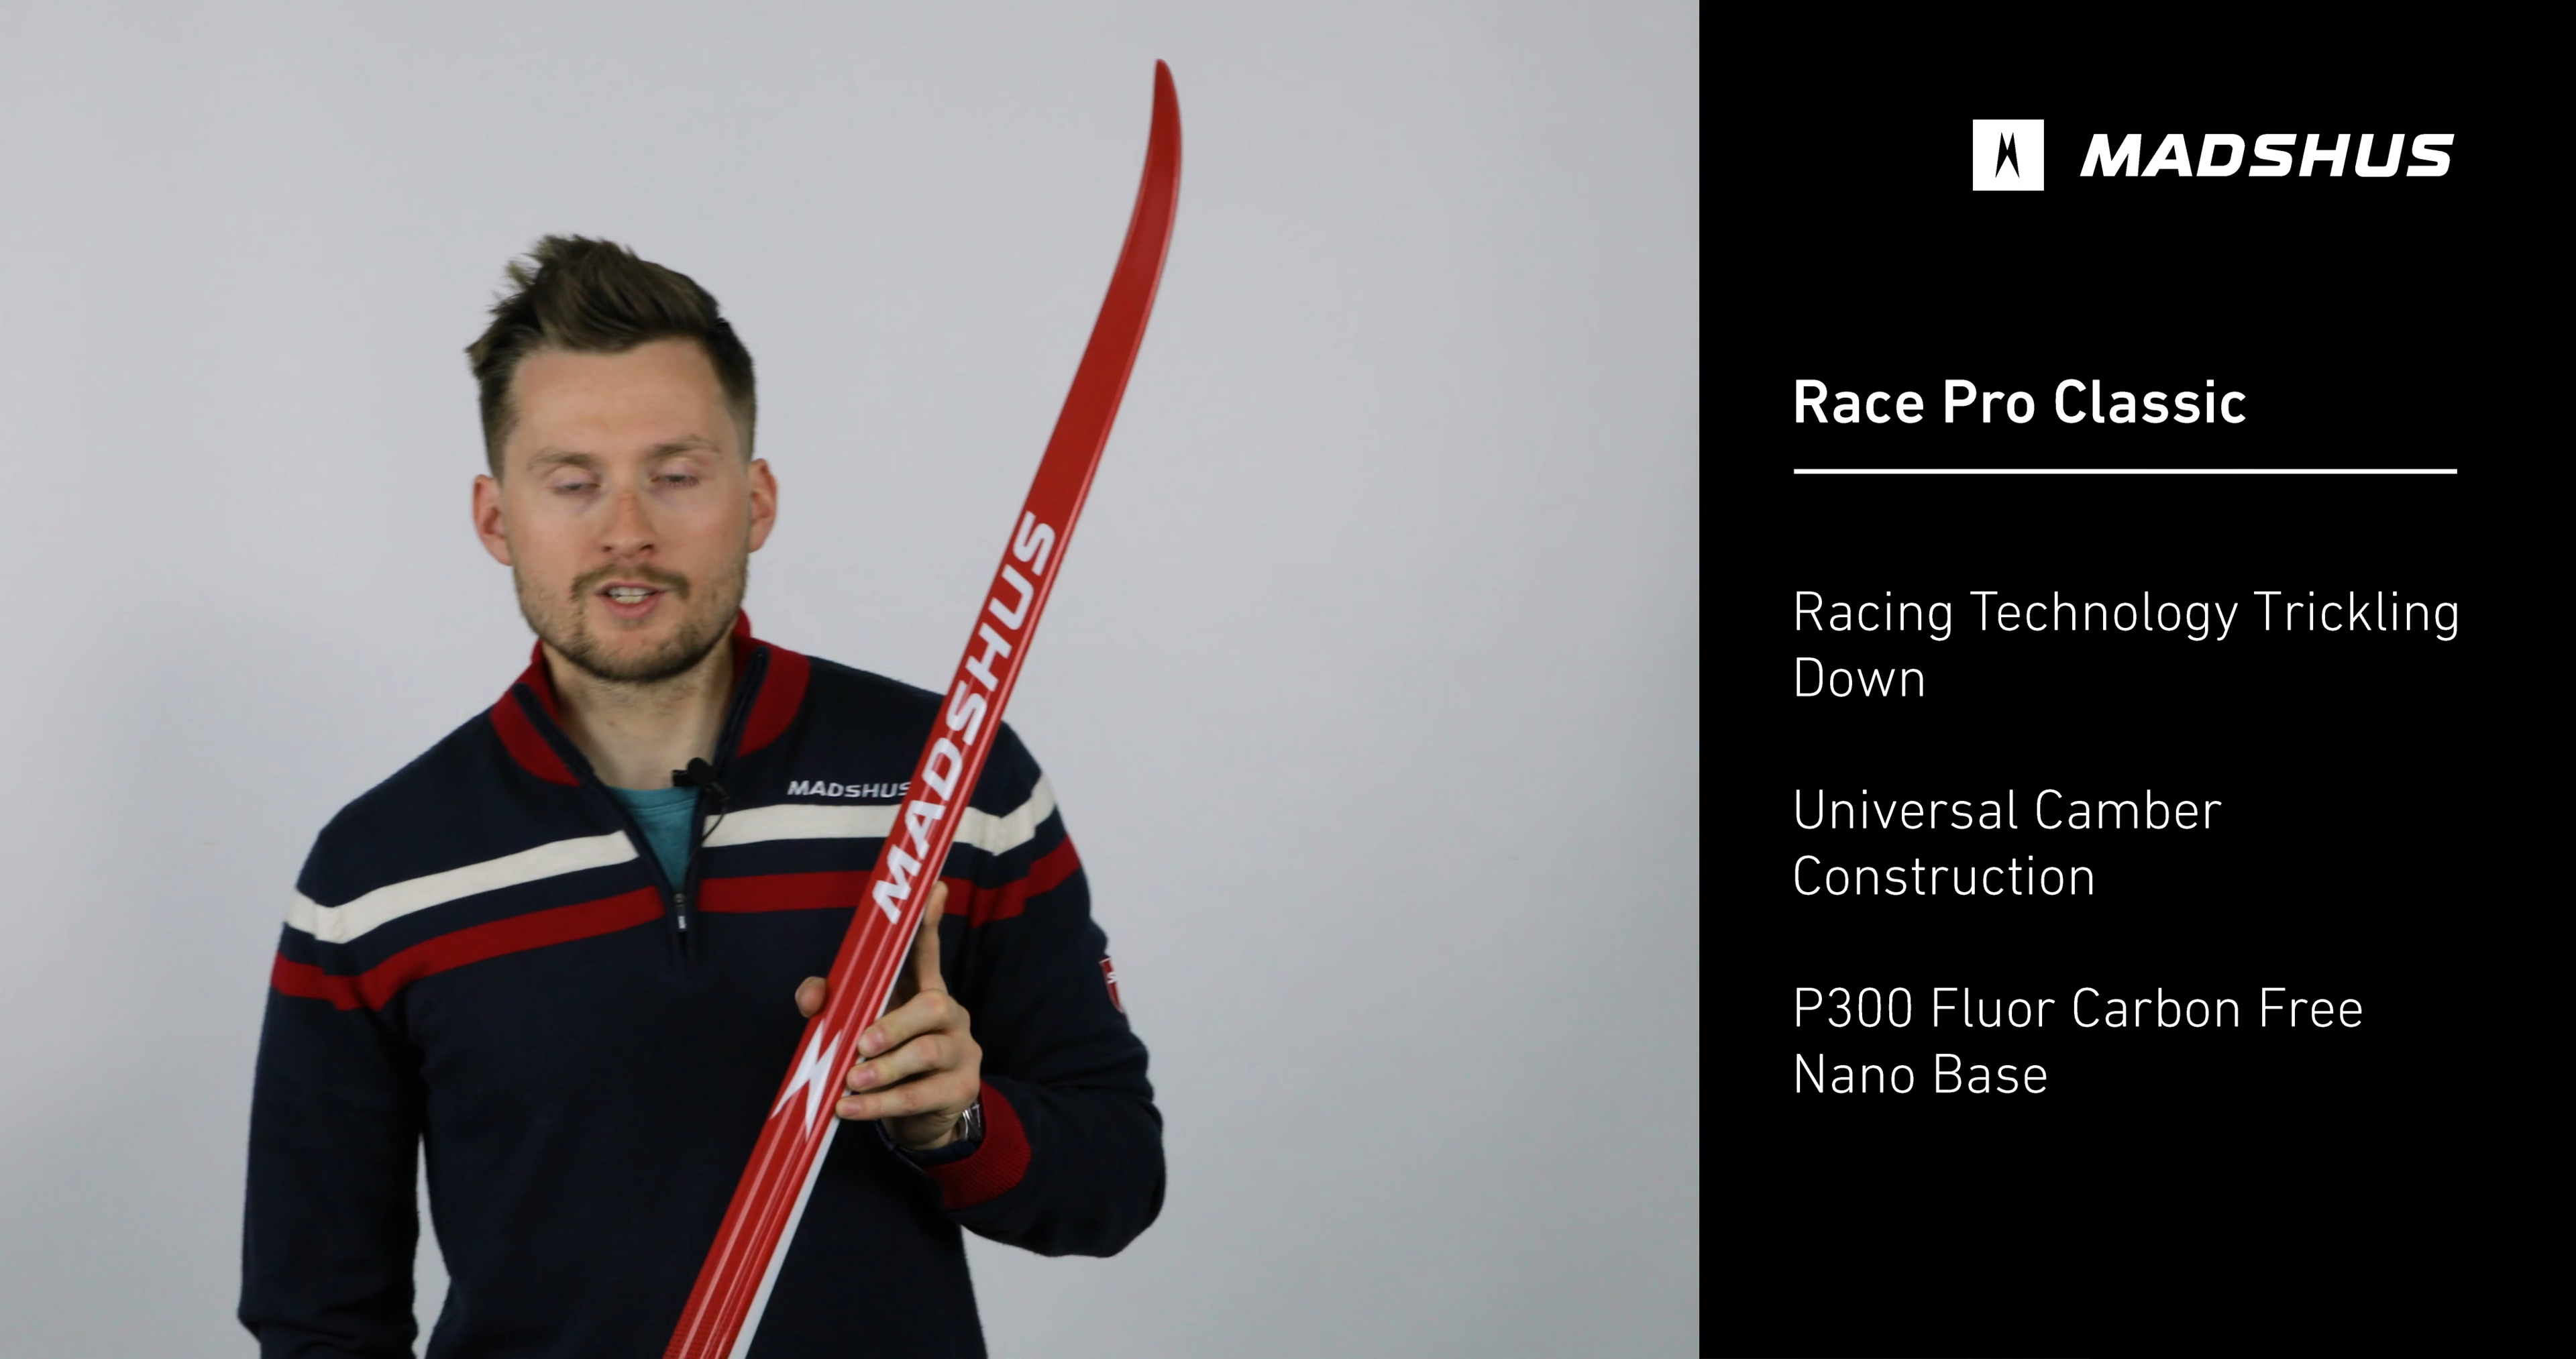 MADSHUS
MADSHUS
MADSHUS
Race Pro Classic
Racing Technology Trickling
Down
Universal Camber
Construction
P300 Fluor Carbon Free
Nano Base